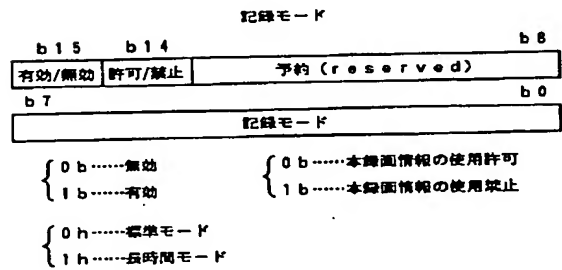 記録モード
b15 b14 b8
有効/無効 許可/禁止 予約(reserved)
b7 b0
記録モード
0b……無効 0b……本録画情報の使用許可
1b……有効 1b……本録画情報の使用禁止
0h……標準モード
1h……長時間モード